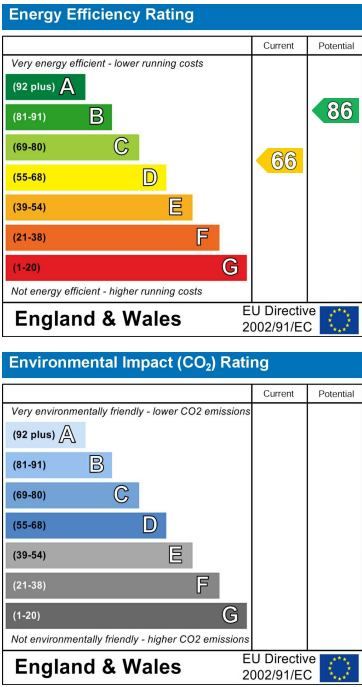 Energy Efficiency Rating
Current Potential
Very energy efficient - lower running costs
(92 plus) A
(81-91) B
86
(69-80) C
66
(55-68) D
(39-54) E
(21-38) F
(1-20) G
Not energy efficient - higher running costs
England & Wales
EU Directive
2002/91/EC
Environmental Impact (CO₂) Rating
Current Potential
Very environmentally friendly - lower CO2 emissions
(92 plus) A
(81-91) B
(69-80) C
(55-68) D
(39-54) E
(21-38) F
(1-20) G
Not environmentally friendly - higher CO2 emissions
England & Wales
EU Directive
2002/91/EC